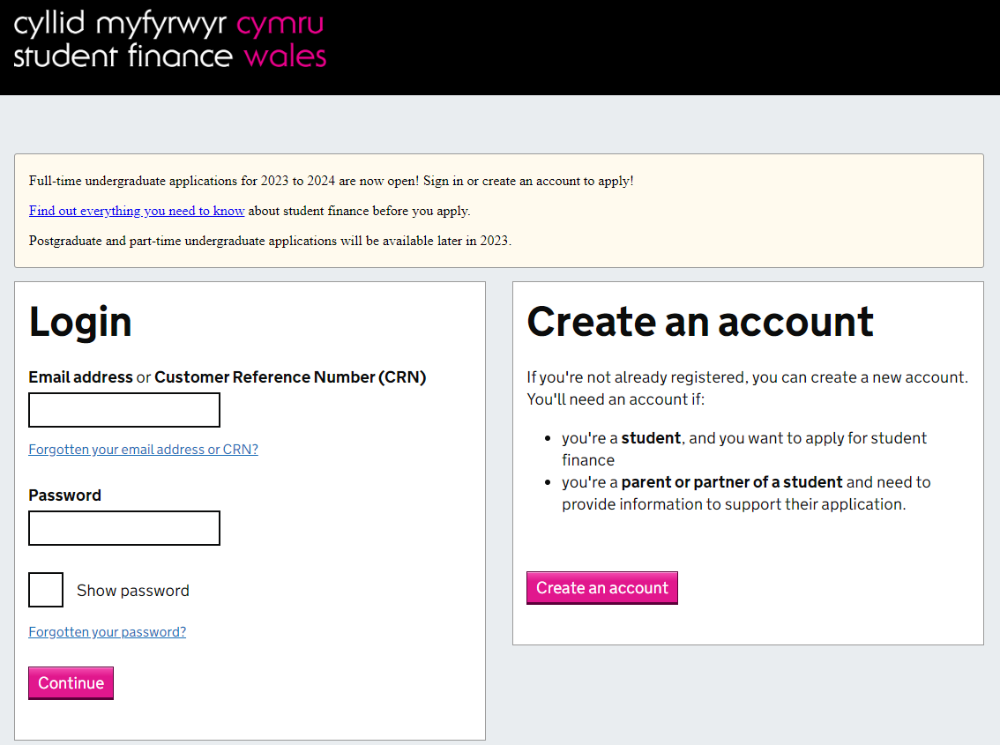 cyllid myfyrwyr cymru
student finance wales
Full-time undergraduate applications for 2023 to 2024 are now open! Sign in or create an account to apply!
Find out everything you need to know about student finance before you apply.
Postgraduate and part-time undergraduate applications will be available later in 2023.
Login
Email address or Customer Reference Number (CRN)
Forgotten your email address or CRN?
Password
Show password
Forgotten your password?
Continue
Create an account
If you're not already registered, you can create a new account.
You'll need an account if:
• you're a student, and you want to apply for student
finance
• you're a parent or partner of a student and need to
provide information to support their application.
Create an account